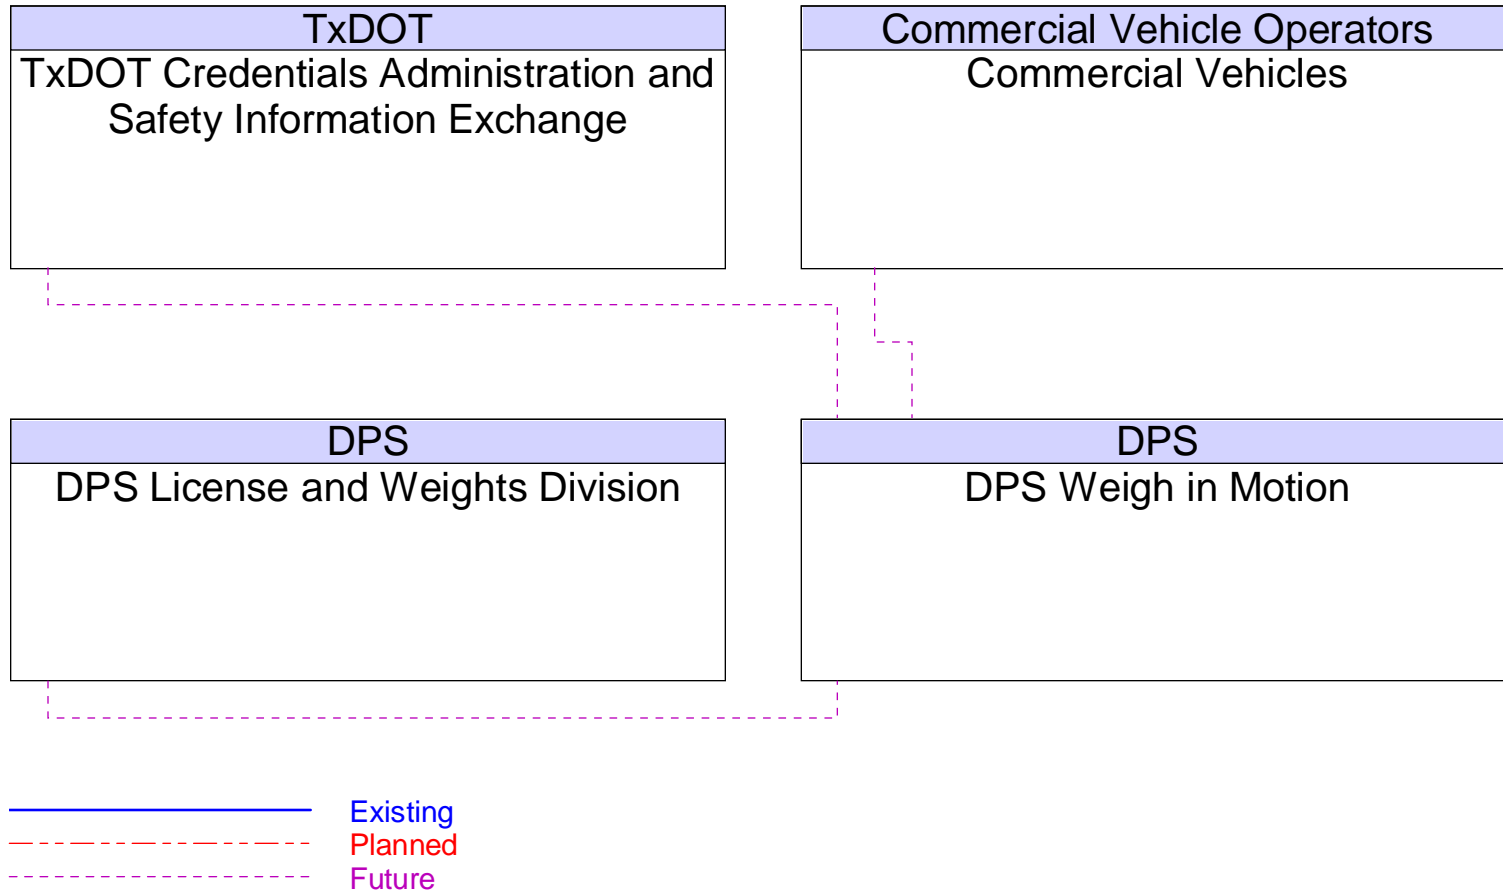 TxDOT
TxDOT Credentials Administration and
Safety Information Exchange
Commercial Vehicle Operators
Commercial Vehicles
DPS
DPS License and Weights Division
DPS
DPS Weigh in Motion
Existing
Planned
Future